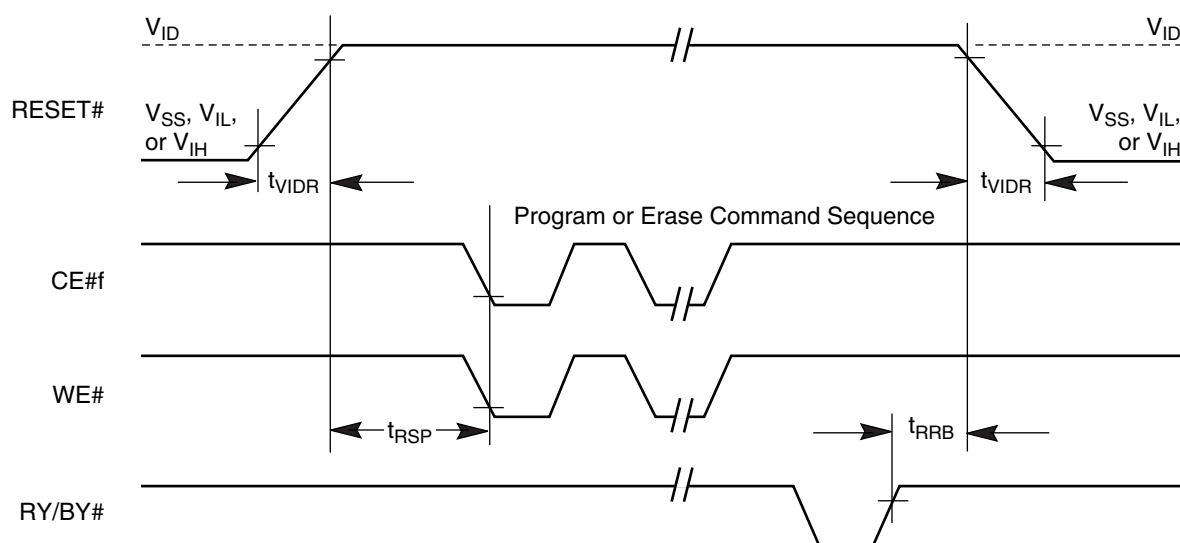 V_ID
V_ID
RESET#
V_SS, V_IL,
or V_IH
V_SS, V_IL,
or V_IH
t_VIDR
t_VIDR
Program or Erase Command Sequence
CE#f
WE#
t_RSP
t_RRB
RY/BY#